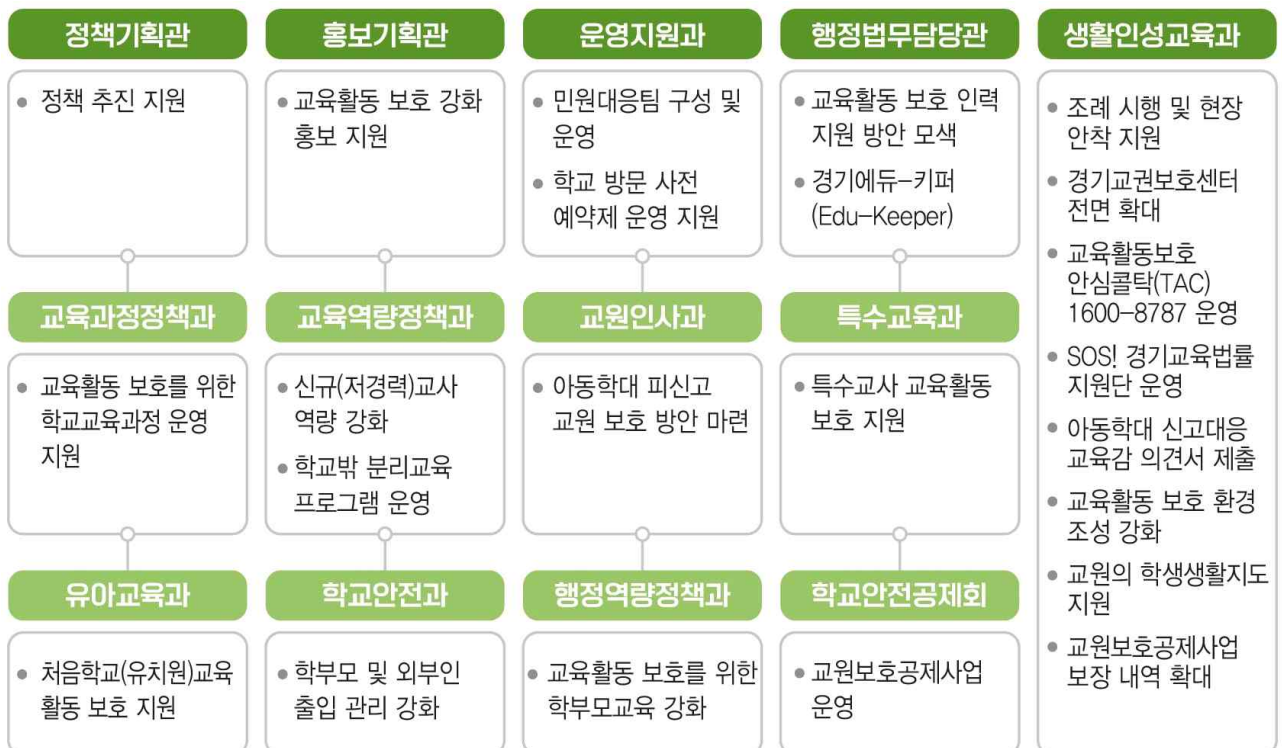 정책기획관
• 정책 추진 지원
홍보기획관
• 교육활동 보호 강화
홍보 지원
운영지원과
• 민원대응팀 구성 및
운영
• 학교 방문 사전
예약제 운영 지원
행정법무담당관
• 교육활동 보호 인력
지원 방안 모색
• 경기에듀-키퍼
(Edu-Keeper)
생활인성교육과
• 조례 시행 및 현장
안착 지원
• 경기교권보호센터
전면 확대
• 교육활동보호
안심콜탁(TAC)
1600-8787 운영
• SOS! 경기교육법률
지원단 운영
• 아동학대 신고대응
교육감 의견서 제출
• 교육활동 보호 환경
조성 강화
• 교원의 학생생활지도
지원
• 교원보호공제사업
보장 내역 확대
교육과정정책과
• 교육활동 보호를 위한
학교교육과정 운영
지원
교육역량정책과
• 신규(저경력)교사
역량 강화
• 학교밖 분리교육
프로그램 운영
교원인사과
• 아동학대 피신고
교원 보호 방안 마련
특수교육과
• 특수교사 교육활동
보호 지원
유아교육과
• 처음학교(유치원)교육
활동 보호 지원
학교안전과
• 학부모 및 외부인
출입 관리 강화
행정역량정책과
• 교육활동 보호를 위한
학부모교육 강화
학교안전공제회
• 교원보호공제사업
운영